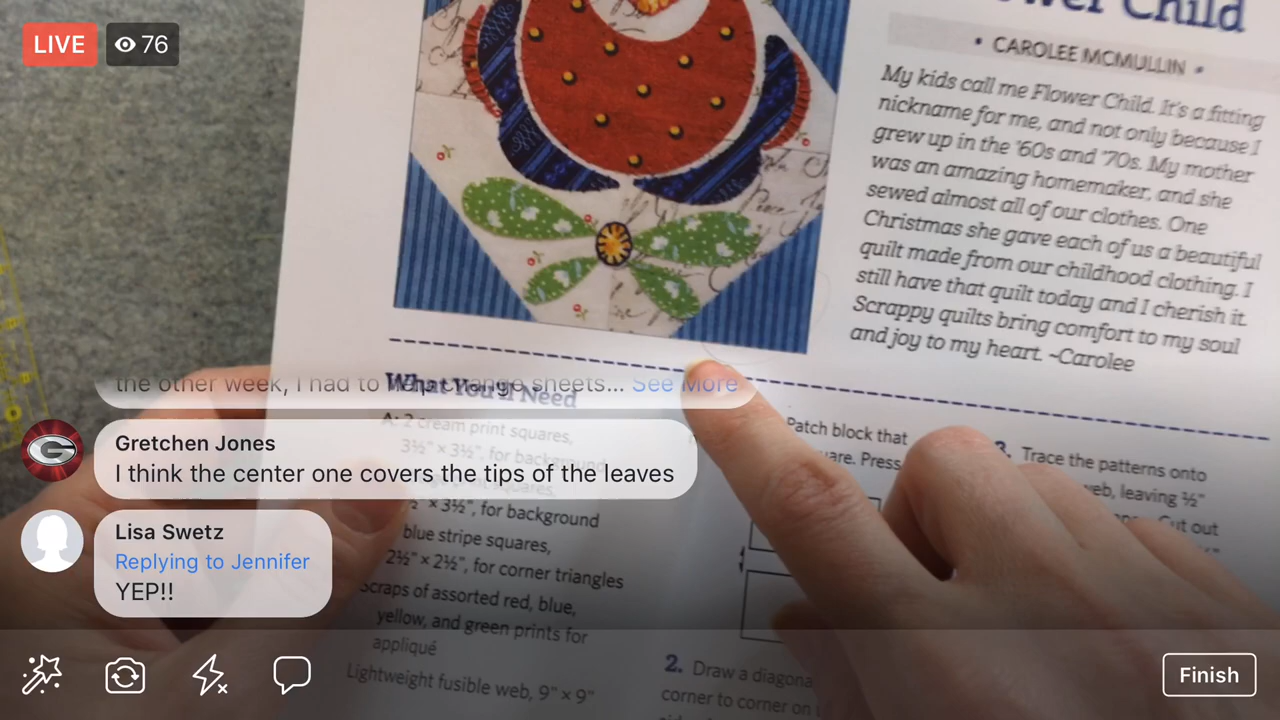 LIVE
76
wer Child
• CAROLEE MCMULLIN •
My kids call me Flower Child. It's a fitting
nickname for me, and not only because I
grew up in the '60s and '70s. My mother
was an amazing homemaker, and she
sewed almost all of our clothes. One
Christmas she gave each of us a beautiful
quilt made from our childhood clothing. I
still have that quilt today and I cherish it.
Scrappy quilts bring comfort to my soul
and joy to my heart. ~Carolee
What You'll Need
A: 2 cream print squares,
3½" × 3½", for background
squares,
½" × 3½", for background
blue stripe squares,
2½" × 2½", for corner triangles
Scraps of assorted red, blue,
yellow, and green prints for
appliqué
Lightweight fusible web, 9" × 9"
Patch block that
are. Press
2. Draw a diagona
corner to corner on
3. Trace the patterns onto
eb, leaving ½"
Cut out
the other week, I had to change sheets... See More
Gretchen Jones
I think the center one covers the tips of the leaves
Lisa Swetz
Replying to Jennifer
YEP!!
Finish